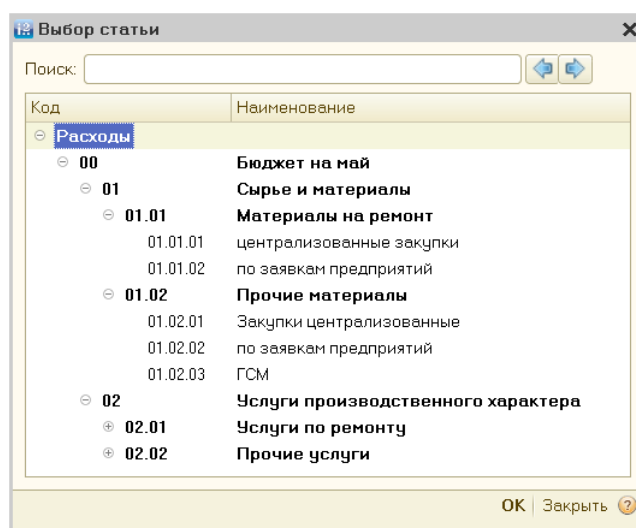 Выбор статьи
Поиск:
Код Наименование
Расходы
00 Бюджет на май
01 Сырье и материалы
01.01 Материалы на ремонт
01.01.01 централизованные закупки
01.01.02 по заявкам предприятий
01.02 Прочие материалы
01.02.01 Закупки централизованные
01.02.02 по заявкам предприятий
01.02.03 ГСМ
02 Услуги производственного характера
02.01 Услуги по ремонту
02.02 Прочие услуги
OK Закрыть ?